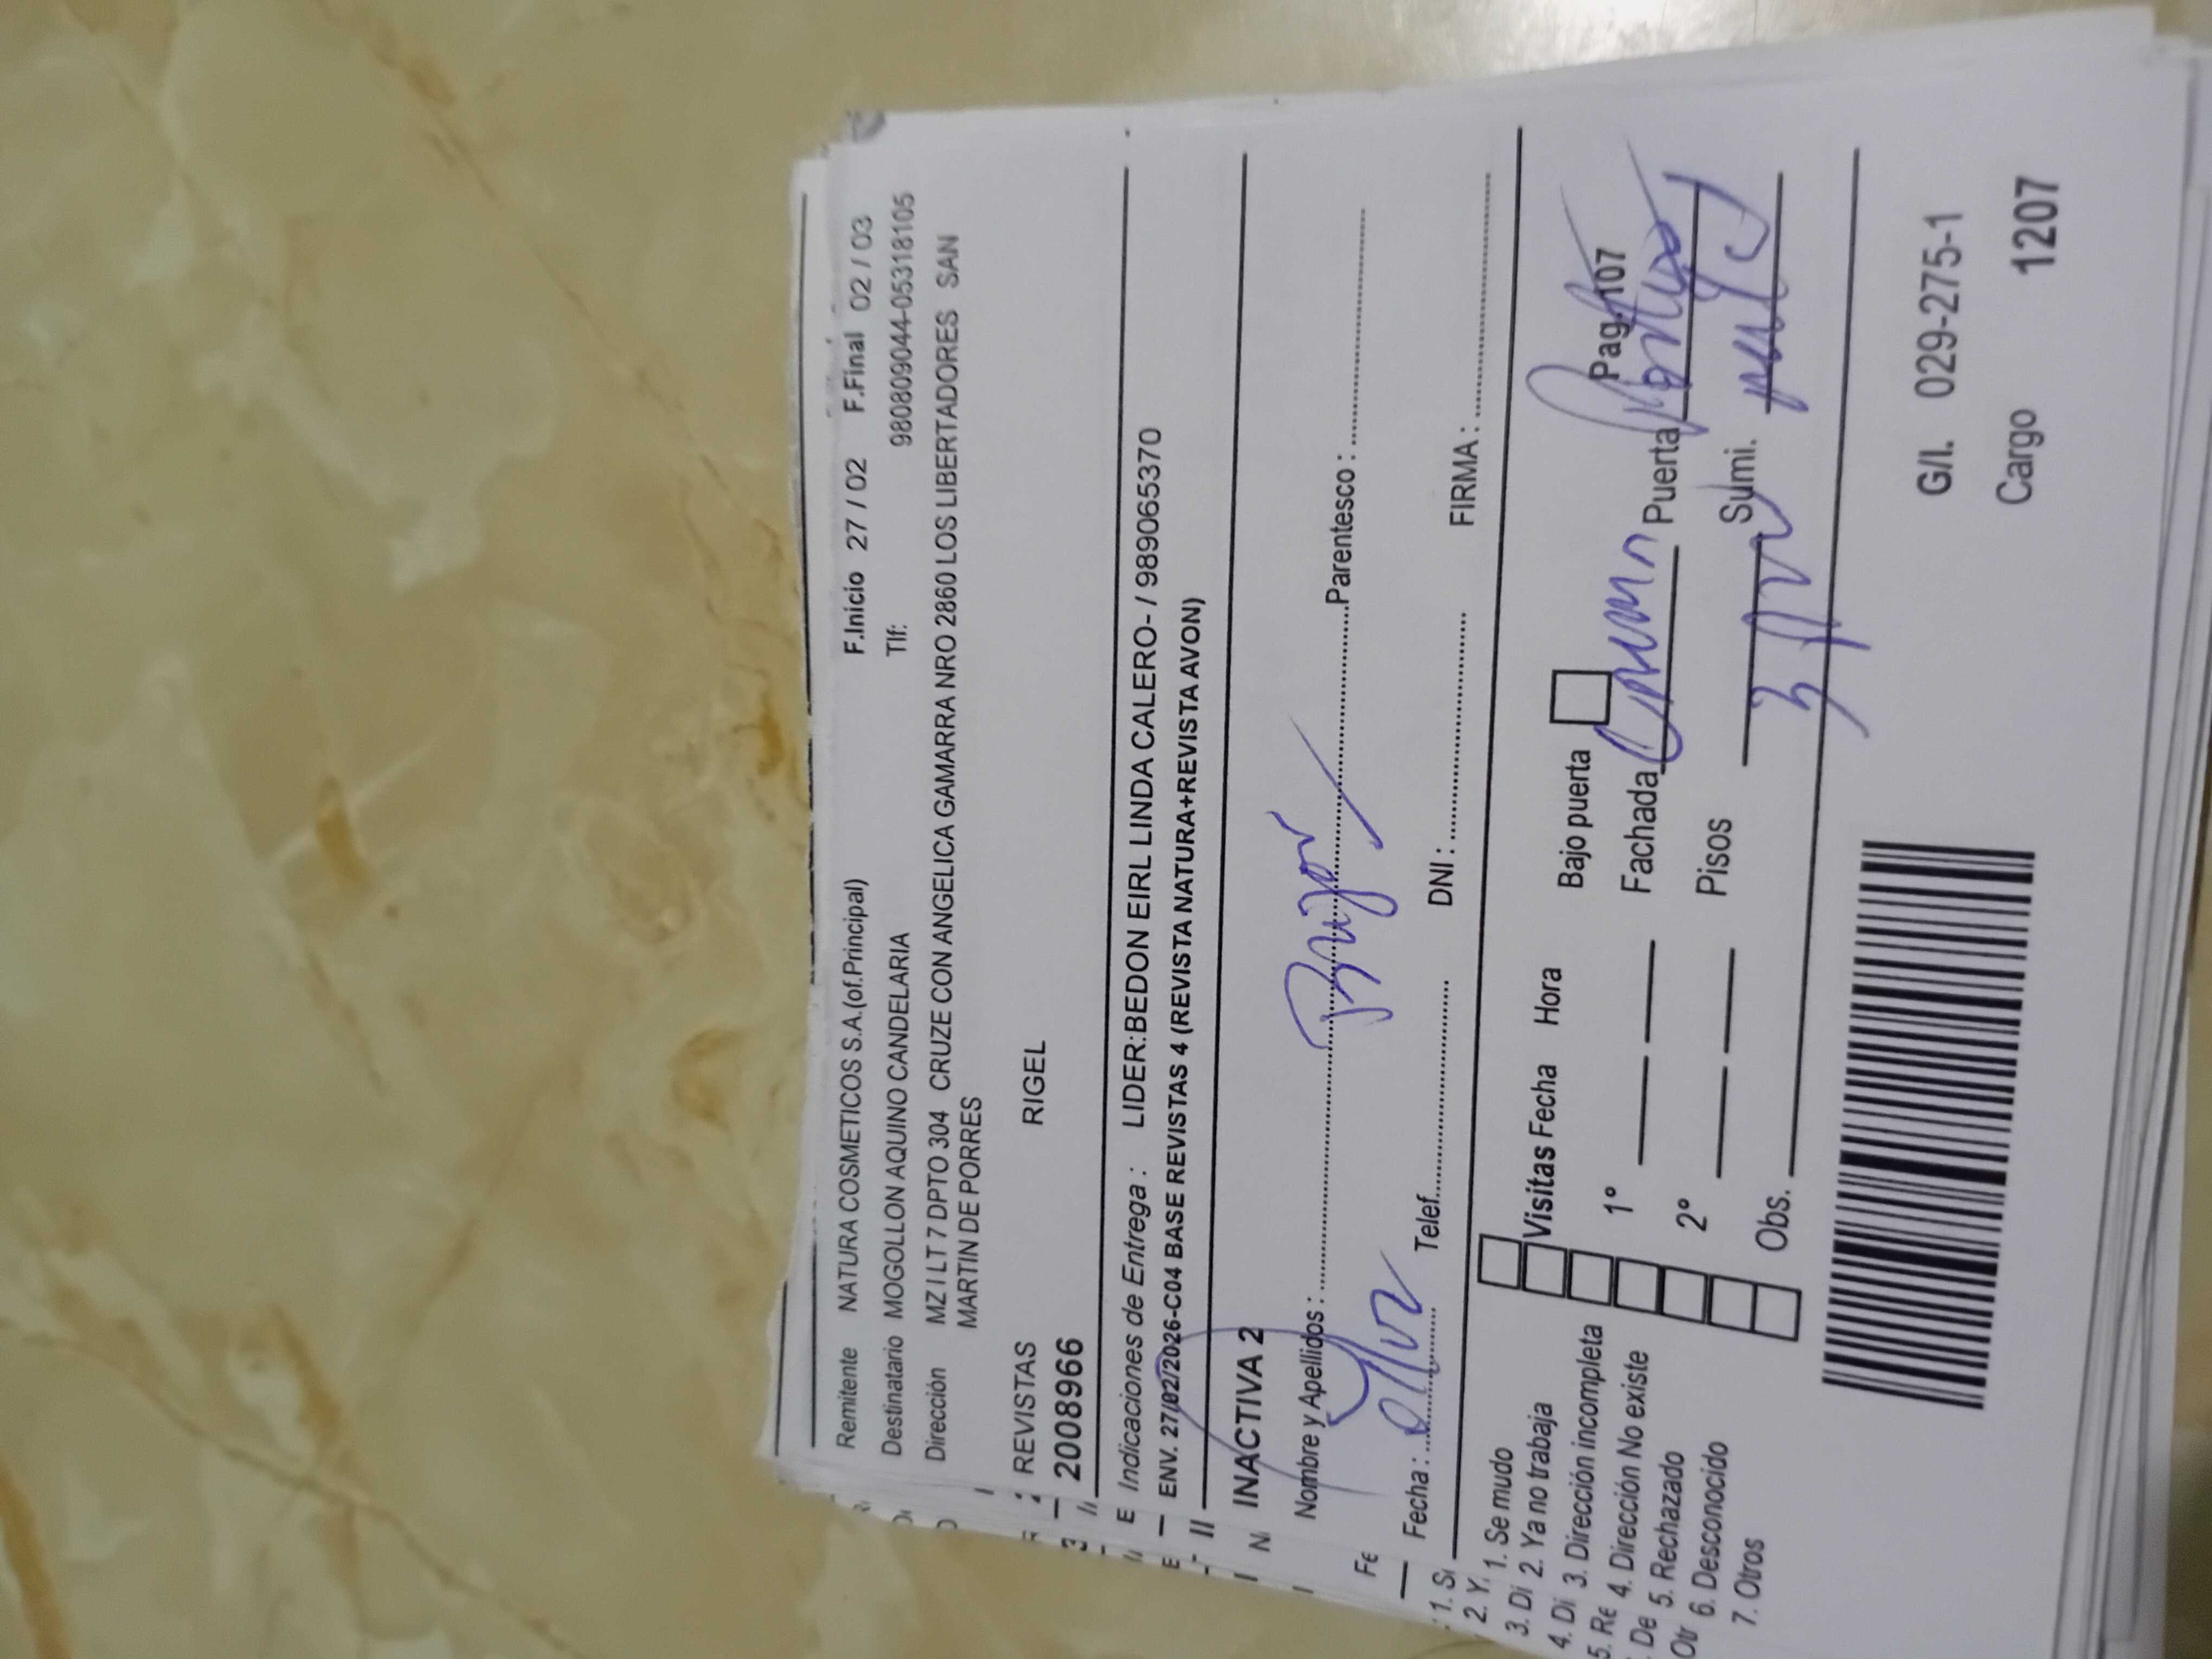 Remitente NATURA COSMETICOS S.A.(of.Principal) F.Inicio 27 / 02 F.Final 02 / 03
Destinatario MOGOLLON AQUINO CANDELARIA Tlf: 980809044-053318105
Dirección MZ I LT 7 DPTO 304 CRUZE CON ANGELICA GAMARRA NRO 2860 LOS LIBERTADORES SAN
MARTIN DE PORRES
REVISTAS RIGEL
2008966
Indicaciones de Entrega : LIDER:BEDON EIRL LINDA CALERO- / 989065370
ENV. 27/02/2026-C04 BASE REVISTAS 4 (REVISTA NATURA+REVISTA AVON)
INACTIVA 2
Nombre y Apellidos : Parentesco :
Fecha : Telef. DNI : FIRMA :
1. Se mudo
2. Ya no trabaja
3. Dirección incompleta
4. Dirección No existe
5. Rechazado
6. Desconocido
7. Otros
Visitas Fecha Hora Bajo puerta Pag. 107
1° Fachada Puerta
2° Pisos 3 Sumi.
Obs.
G/I. 029-275-1
Cargo 1207